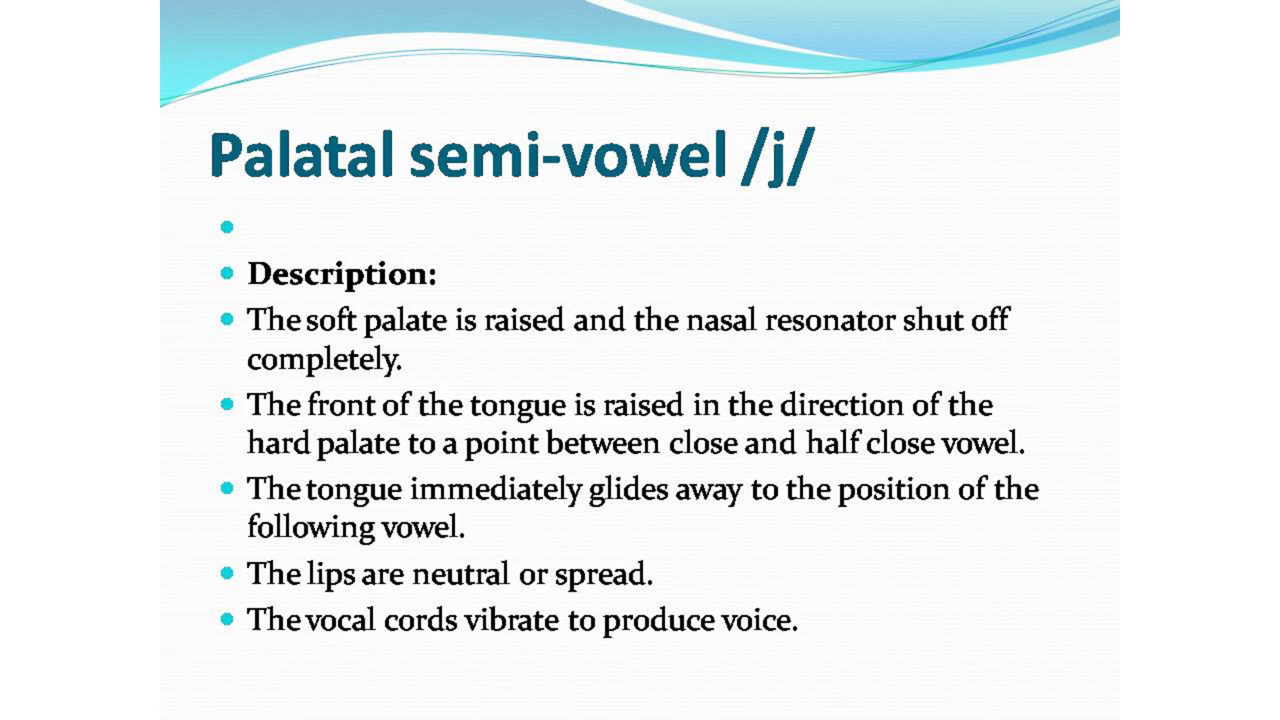 Palatal semi-vowel /j/
Description:
The soft palate is raised and the nasal resonator shut off
completely.
The front of the tongue is raised in the direction of the
hard palate to a point between close and half close vowel.
The tongue immediately glides away to the position of the
following vowel.
The lips are neutral or spread.
The vocal cords vibrate to produce voice.